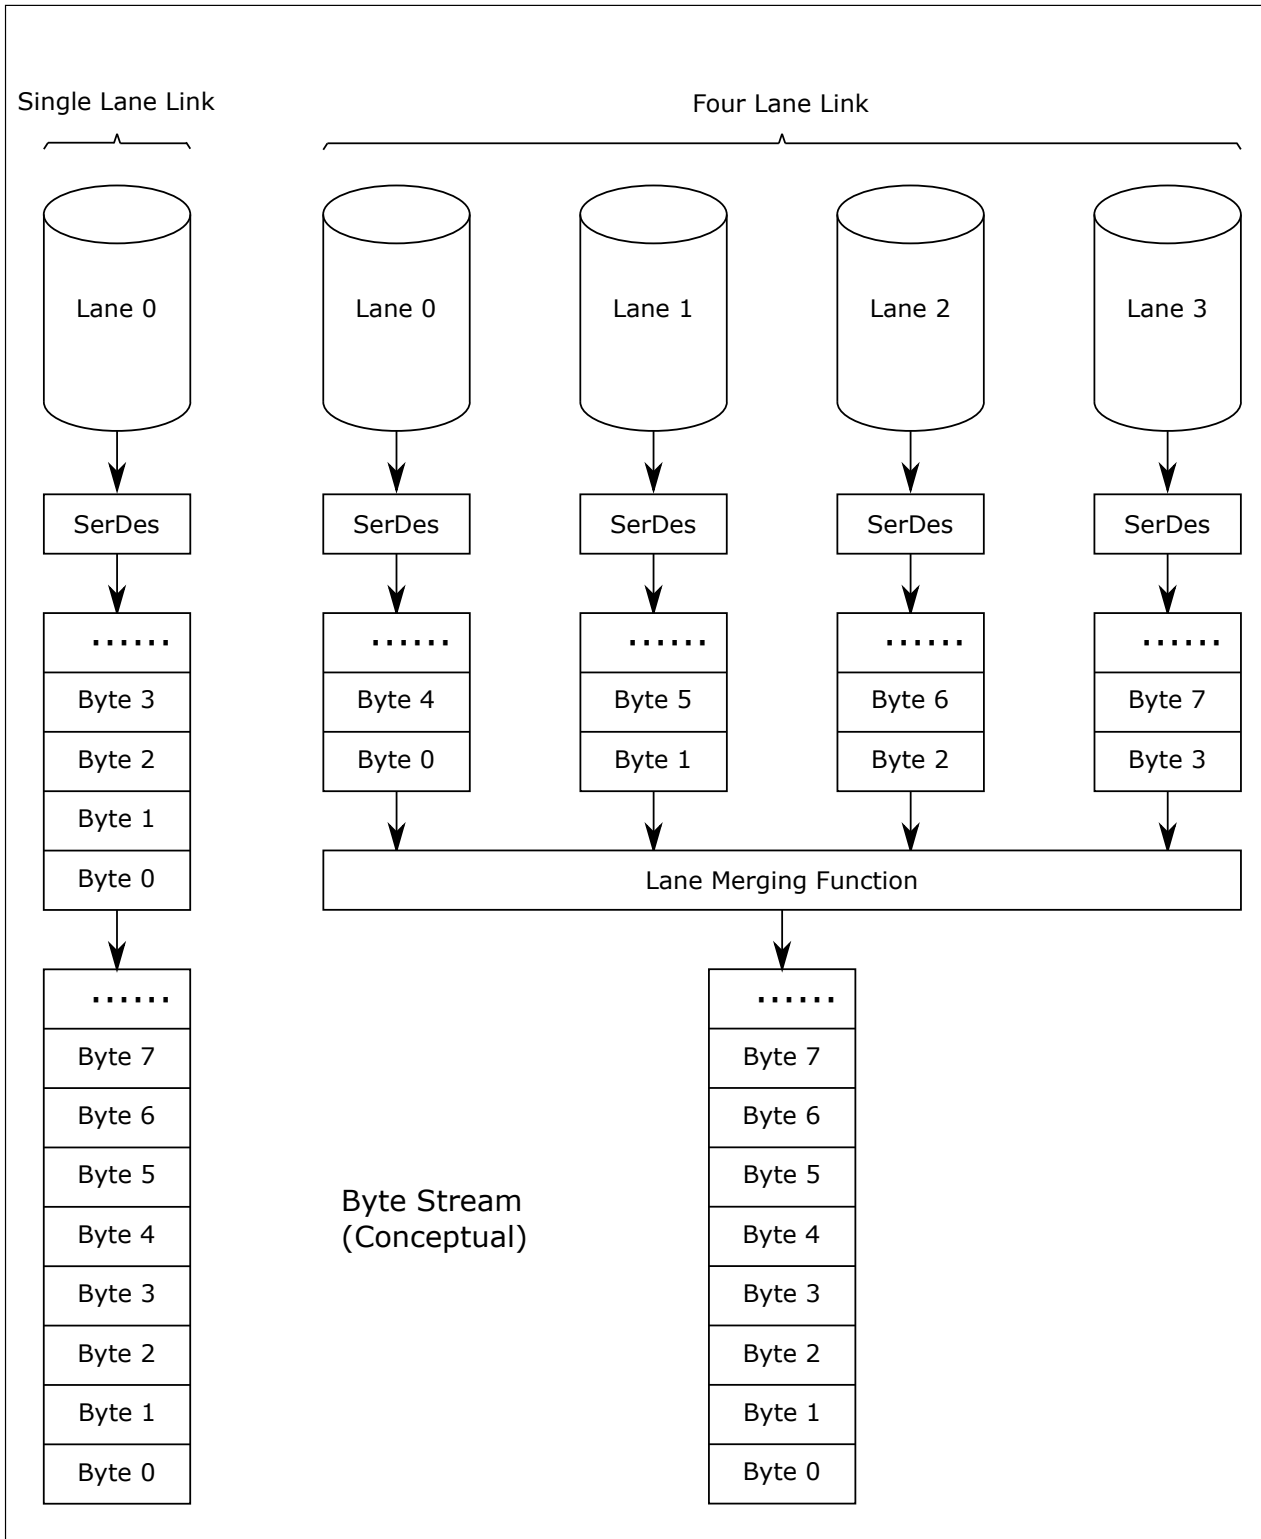 Single Lane Link
Four Lane Link
Lane 0
Lane 0
Lane 1
Lane 2
Lane 3
SerDes
SerDes
SerDes
SerDes
SerDes
......
......
......
......
......
Byte 3
Byte 4
Byte 5
Byte 6
Byte 7
Byte 2
Byte 0
Byte 1
Byte 2
Byte 3
Byte 1
Byte 0
Lane Merging Function
......
......
Byte 7
Byte 7
Byte 6
Byte 6
Byte 5
Byte 5
Byte Stream
(Conceptual)
Byte 4
Byte 4
Byte 3
Byte 3
Byte 2
Byte 2
Byte 1
Byte 1
Byte 0
Byte 0